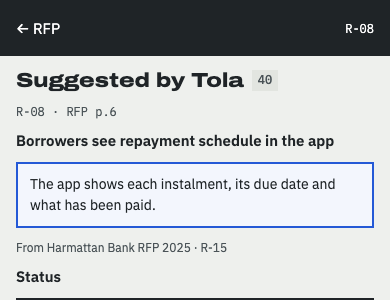 ← RFP
R-08
Suggested by Tola 40
R-08 · RFP p.6
Borrowers see repayment schedule in the app
The app shows each instalment, its due date and
what has been paid.
From Harmattan Bank RFP 2025 · R-15
Status